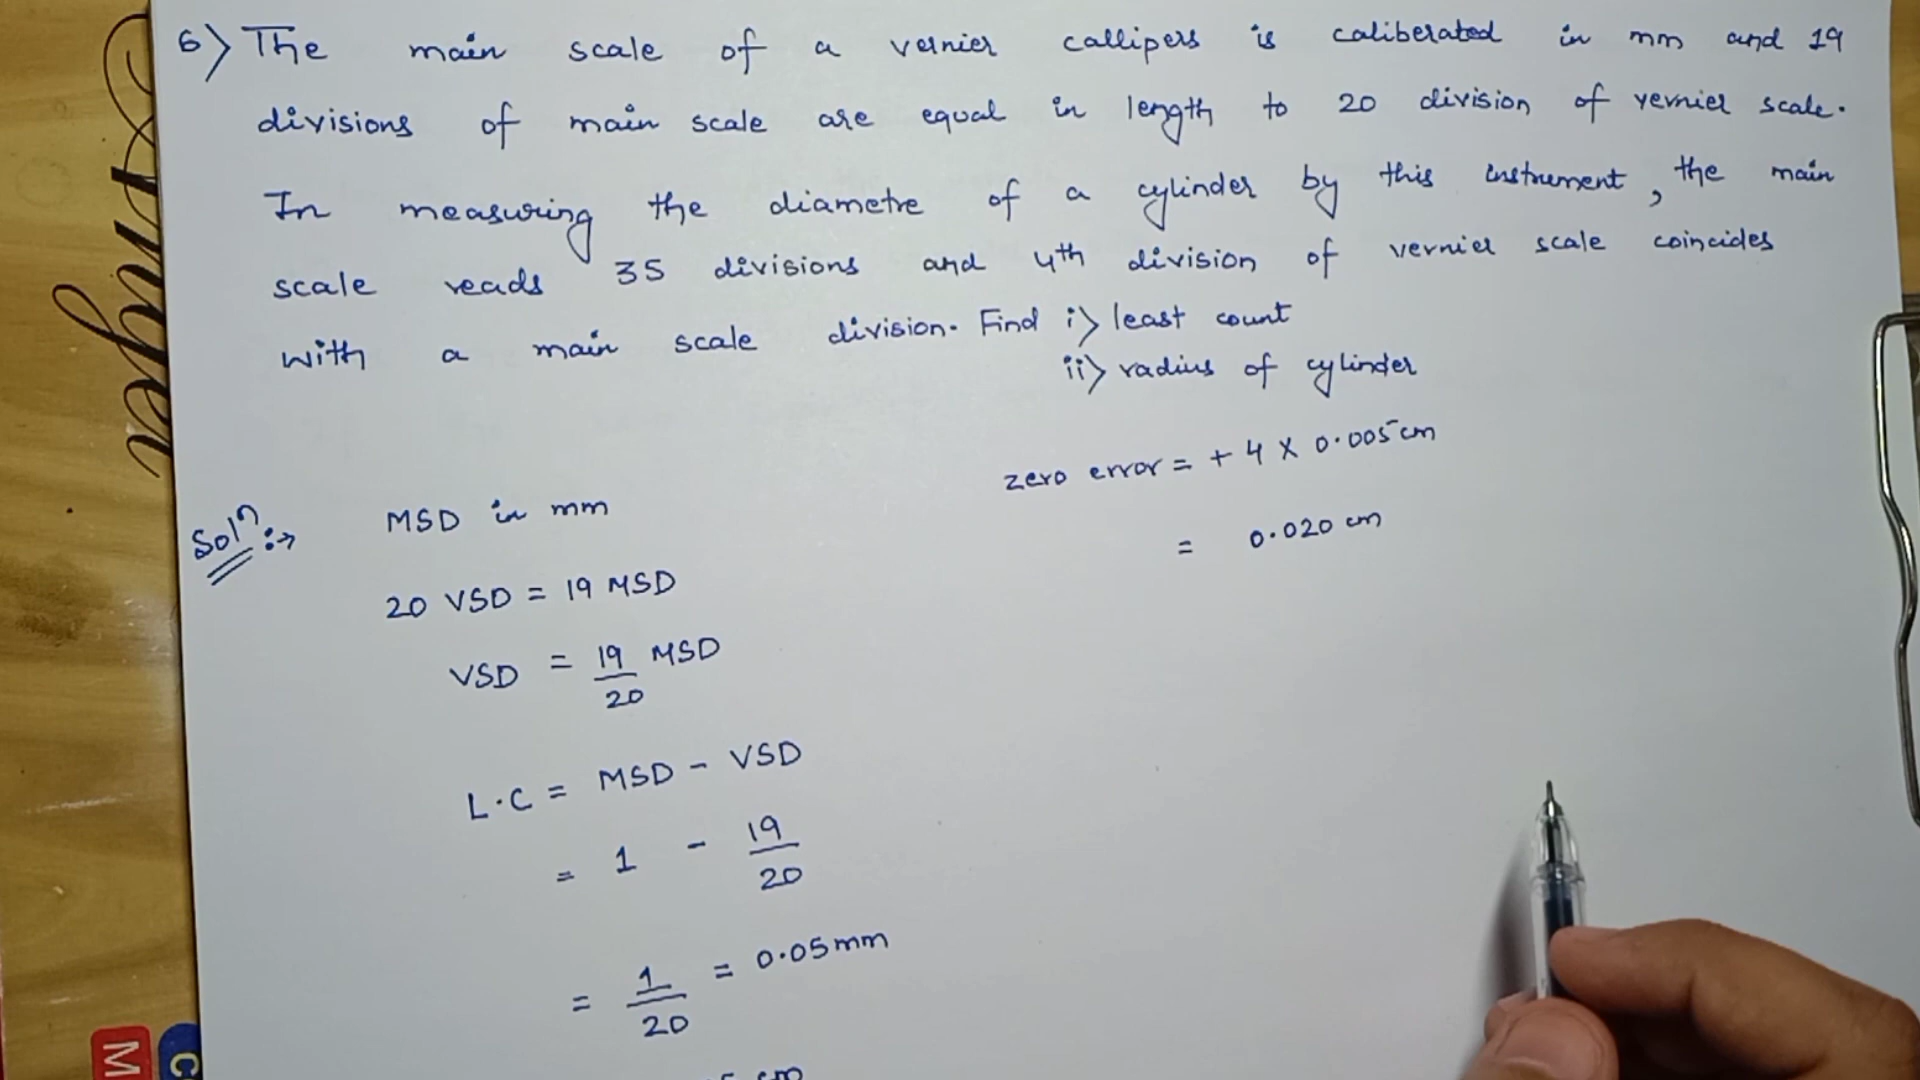 6) The main scale of a vernier callipers is caliberated in mm and 19
divisions of main scale are equal in length to 20 division of vernier scale.
In measuring the diametre of a cylinder by this instrument, the main
scale reads 35 divisions and 4th division of vernier scale coincides
with a main scale division. Find i) least count
ii) radius of cylinder
Solⁿ :→
MSD in mm
20 VSD = 19 MSD
VSD = 19/20 MSD
L.C = MSD - VSD
= 1 - 19/20
= 1/20 = 0.05mm
cm
zero error = + 4 x 0.005cm
= 0.020 cm
M